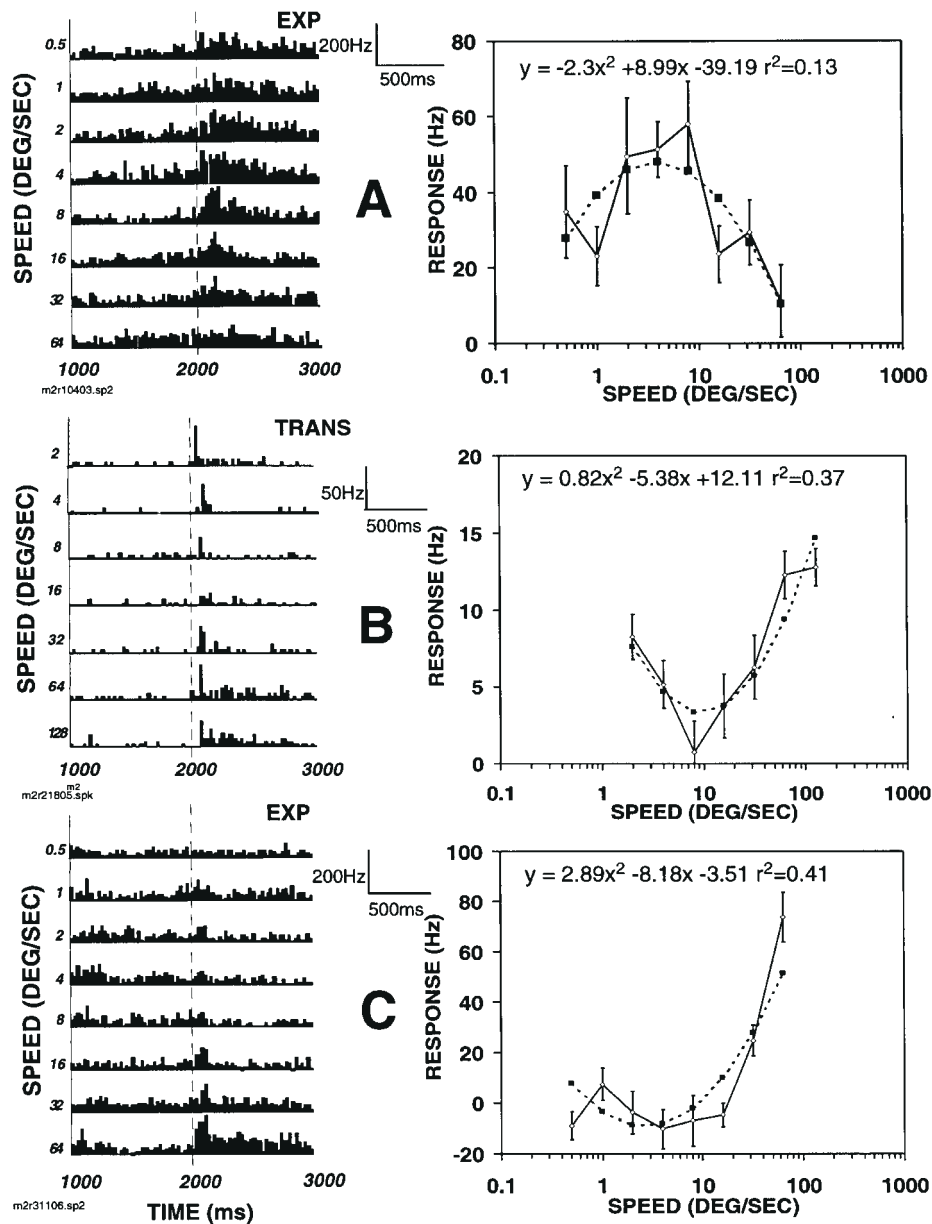 EXP
200Hz
500ms
SPEED (DEG/SEC)
0.5
1
2
4
8
16
32
64
1000 2000 3000
m2r10403.sp2
A
80
60
40
20
0
RESPONSE (Hz)
y = -2.3x² +8.99x -39.19 r²=0.13
0.1 1 10 100 1000
SPEED (DEG/SEC)
TRANS
50Hz
500ms
SPEED (DEG/SEC)
2
4
8
16
32
64
128
1000 2000 3000
m2
m2r21805.spk
B
20
15
10
5
0
RESPONSE (Hz)
y = 0.82x² -5.38x +12.11 r²=0.37
0.1 1 10 100 1000
SPEED (DEG/SEC)
EXP
200Hz
500ms
SPEED (DEG/SEC)
0.5
1
2
4
8
16
32
64
1000 2000 3000
m2r31106.sp2
TIME (ms)
C
100
80
60
40
20
0
-20
RESPONSE (Hz)
y = 2.89x² -8.18x -3.51 r²=0.41
0.1 1 10 100 1000
SPEED (DEG/SEC)